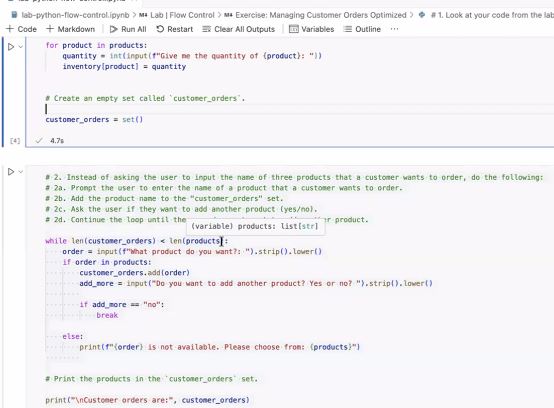 lab-python-flow-control.ipynb
lab-python-flow-control.ipynb > M↓ Lab | Flow Control > M↓ Exercise: Managing Customer Orders Optimized > # 1. Look at your code from the lab
+ Code + Markdown | Run All Restart Clear All Outputs | Variables Outline ...
for product in products:
quantity = int(input(f"Give me the quantity of {product}: "))
inventory[product] = quantity
# Create an empty set called `customer_orders`.
customer_orders = set()
[4] ✓ 4.7s
# 2. Instead of asking the user to input the name of three products that a customer wants to order, do the following:
# 2a. Prompt the user to enter the name of a product that a customer wants to order.
# 2b. Add the product name to the "customer_orders" set.
# 2c. Ask the user if they want to add another product (yes/no).
# 2d. Continue the loop until the product.
(variable) products: list[str]
while len(customer_orders) < len(products):
order = input(f"What product do you want?: ").strip().lower()
if order in products:
customer_orders.add(order)
add_more = input("Do you want to add another product? Yes or no? ").strip().lower()
if add_more == "no":
break
else:
print(f"{order} is not available. Please choose from: {products}")
# Print the products in the `customer_orders` set.
print("\nCustomer orders are:", customer_orders)